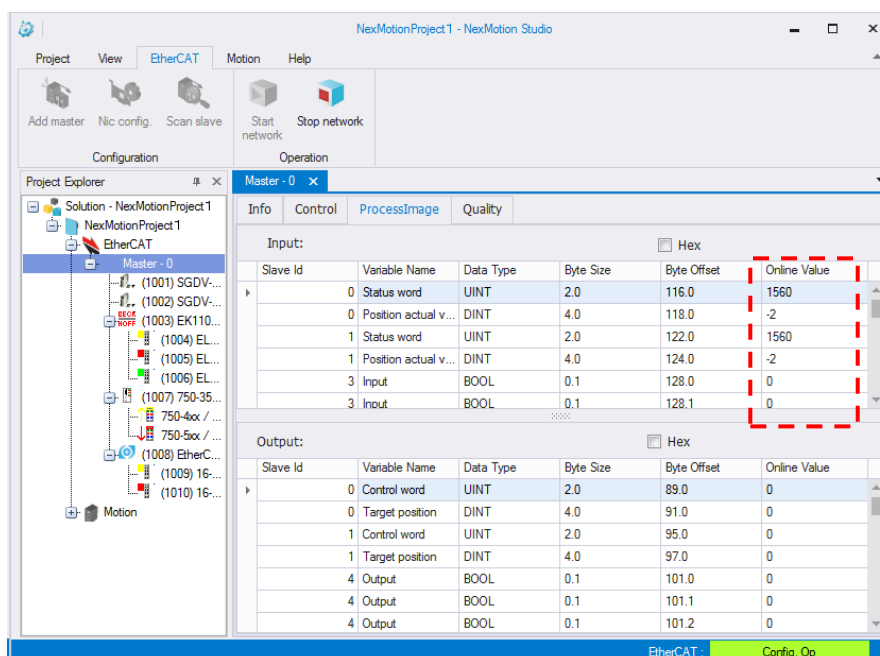 NexMotionProject1 - NexMotion Studio
Project View EtherCAT Motion Help
Add master Nic config. Scan slave Start network Stop network
Configuration Operation
Project Explorer
Solution - NexMotionProject1
NexMotionProject1
EtherCAT
Master - 0
(1001) SGDV-...
(1002) SGDV-...
BECK HOFF (1003) EK110...
(1004) EL...
(1005) EL...
(1006) EL...
(1007) 750-35...
750-4xx / ...
750-5xx / ...
(1008) EtherC...
(1009) 16-...
(1010) 16-...
Motion
Master - 0
Info Control ProcessImage Quality
Input: Hex
Slave Id Variable Name Data Type Byte Size Byte Offset Online Value
0 Status word UINT 2.0 116.0 1560
0 Position actual v... DINT 4.0 118.0 -2
1 Status word UINT 2.0 122.0 1560
1 Position actual v... DINT 4.0 124.0 -2
3 Input BOOL 0.1 128.0 0
3 Input BOOL 0.1 128.1 0
Output: Hex
Slave Id Variable Name Data Type Byte Size Byte Offset Online Value
0 Control word UINT 2.0 89.0 0
0 Target position DINT 4.0 91.0 0
1 Control word UINT 2.0 95.0 0
1 Target position DINT 4.0 97.0 0
4 Output BOOL 0.1 101.0 0
4 Output BOOL 0.1 101.1 0
4 Output BOOL 0.1 101.2 0
EtherCAT : Config. Op